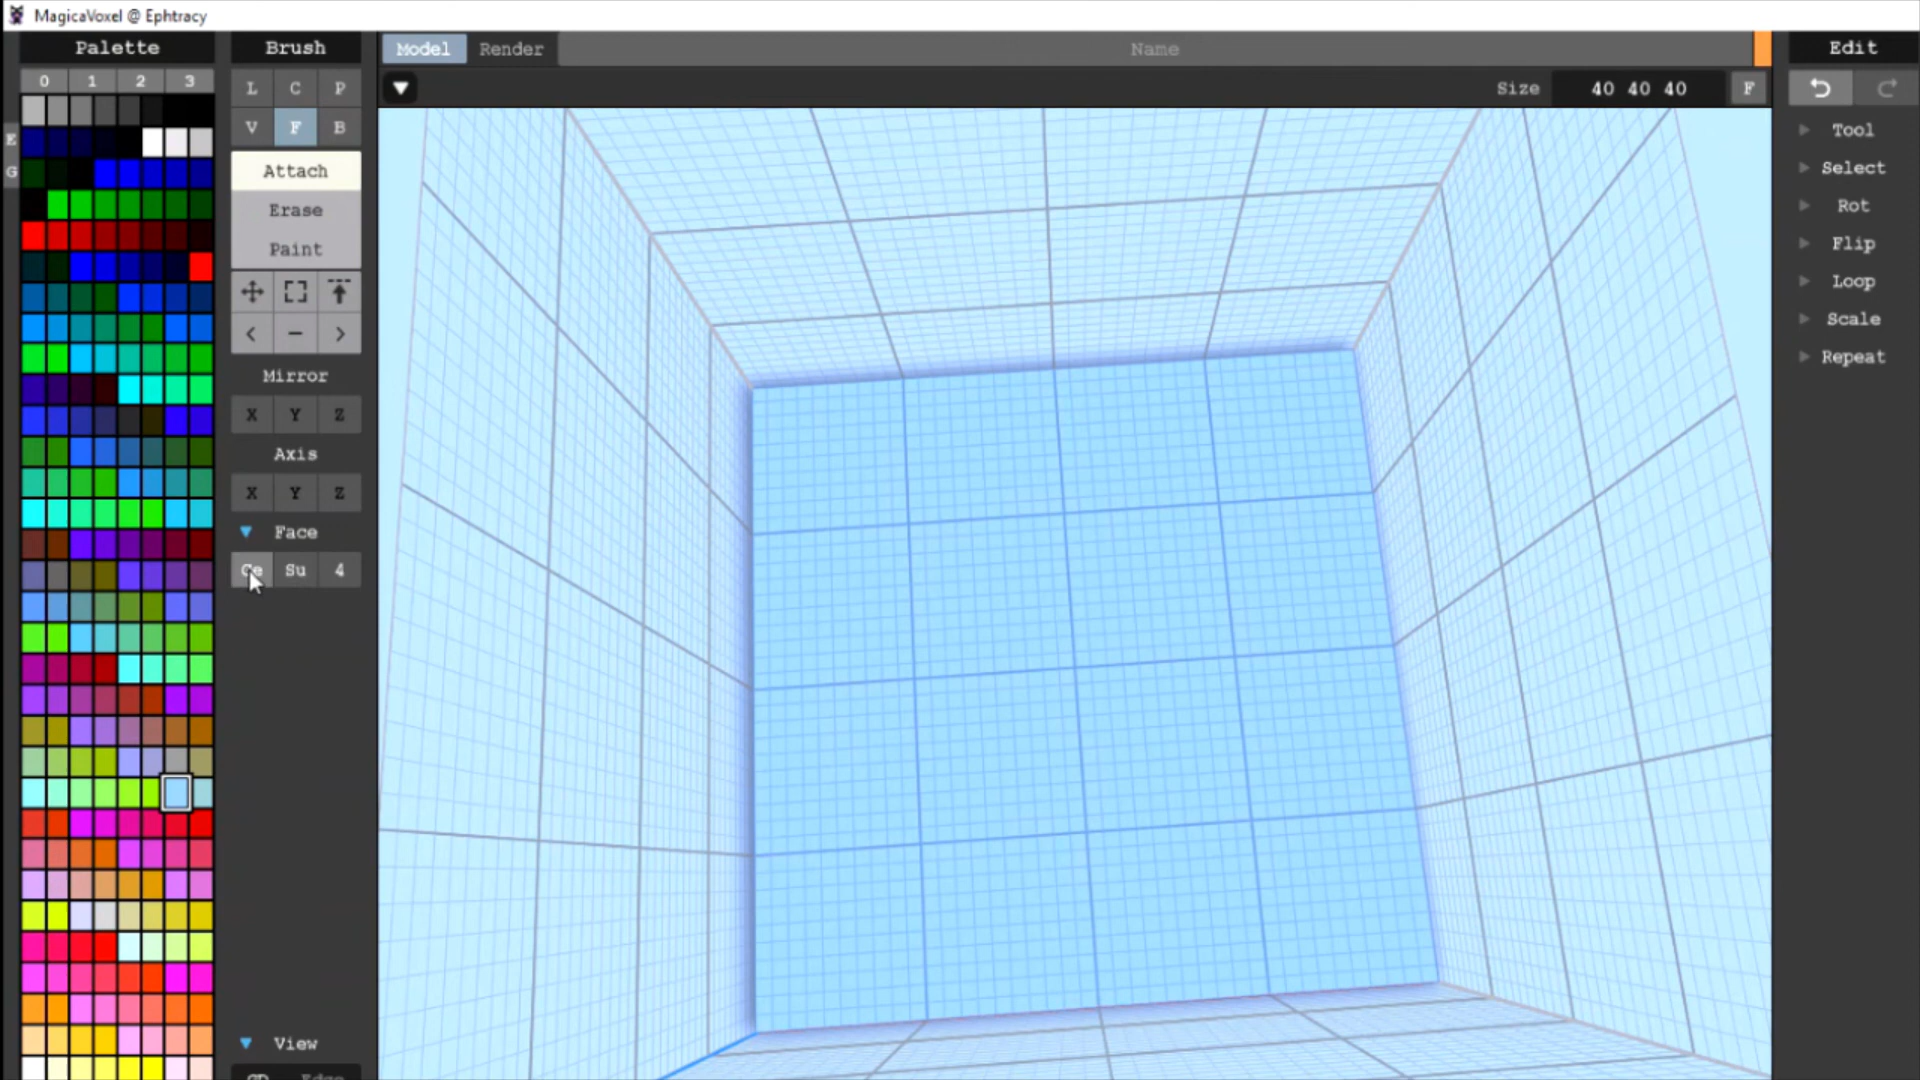 MagicaVoxel @ Ephtracy
Palette
0 1 2 3
E
G
Brush
L C P
V F B
Attach
Erase
Paint
Mirror
X Y Z
Axis
X Y Z
Face
Su 4
View
Edge
Model Render Name
Size 40 40 40 F
Edit
Tool
Select
Rot
Flip
Loop
Scale
Repeat